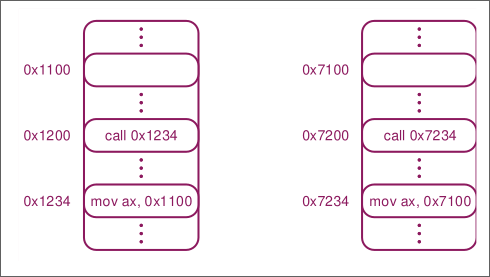 0x1100
0x1200 call 0x1234
0x1234 mov ax, 0x1100
0x7100
0x7200 call 0x7234
0x7234 mov ax, 0x7100